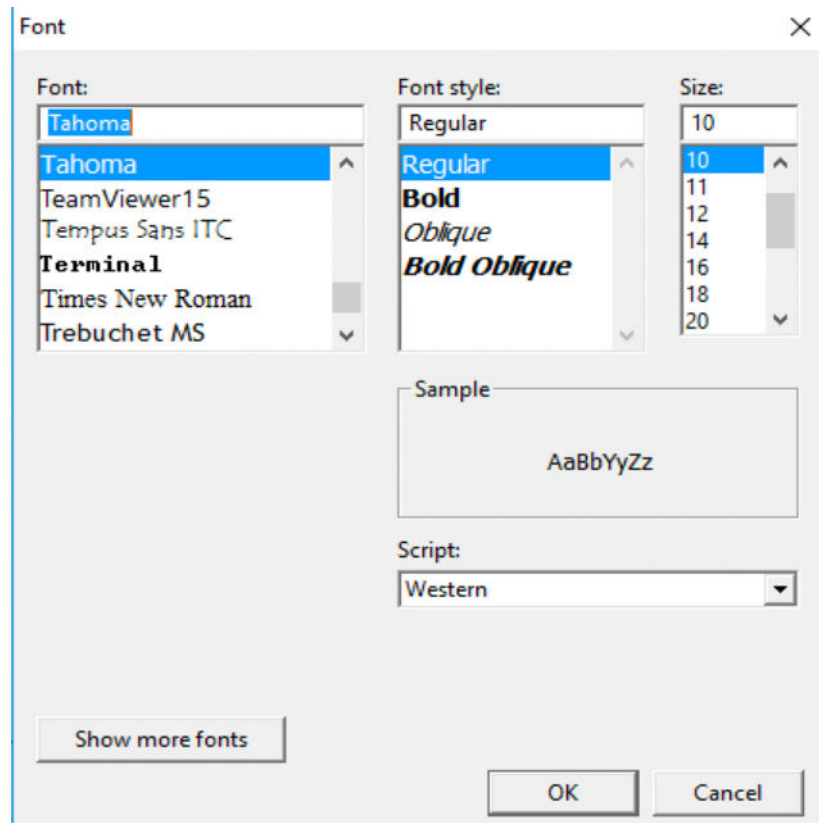 Font
Font:
Font style:
Size:
Tahoma
Regular
10
Tahoma
TeamViewer15
Tempus Sans ITC
Terminal
Times New Roman
Trebuchet MS
Regular
Bold
Oblique
Bold Oblique
10
11
12
14
16
18
20
Sample
AaBbYyZz
Script:
Western
Show more fonts
OK
Cancel